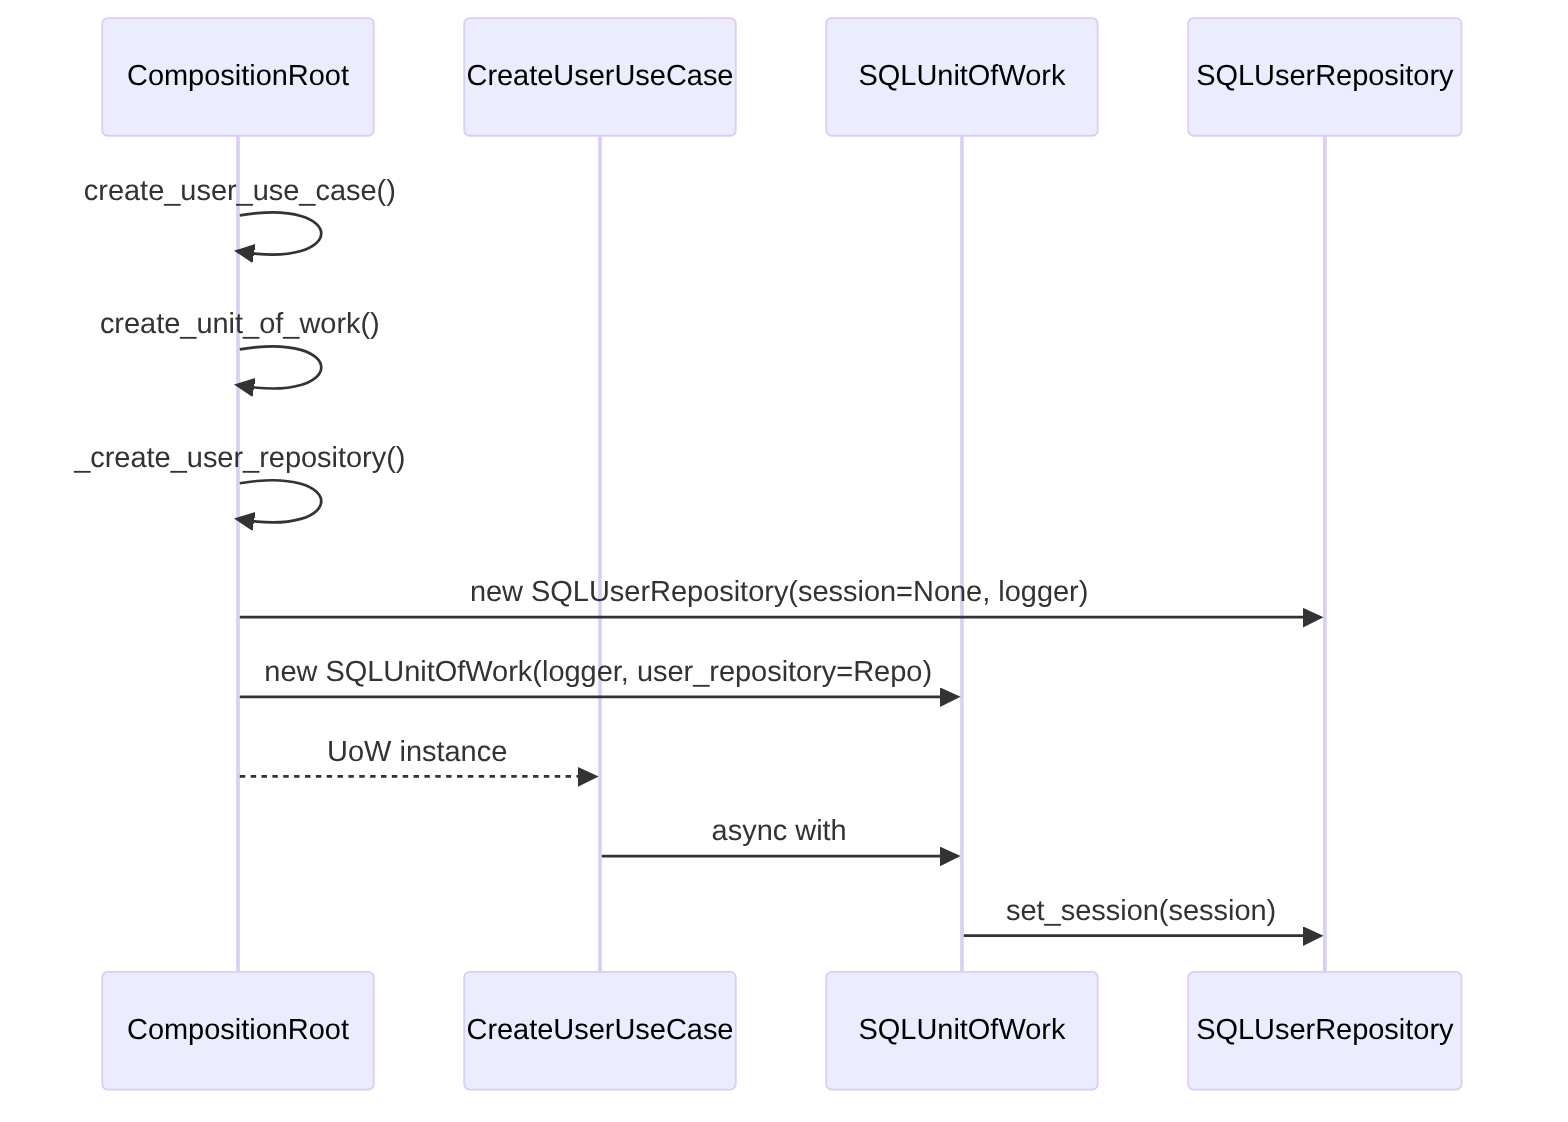 CompositionRoot
CreateUserUseCase
SQLUnitOfWork
SQLUserRepository
create_user_use_case()
create_unit_of_work()
_create_user_repository()
new SQLUserRepository(session=None, logger)
new SQLUnitOfWork(logger, user_repository=Repo)
UoW instance
async with
set_session(session)
CompositionRoot
CreateUserUseCase
SQLUnitOfWork
SQLUserRepository